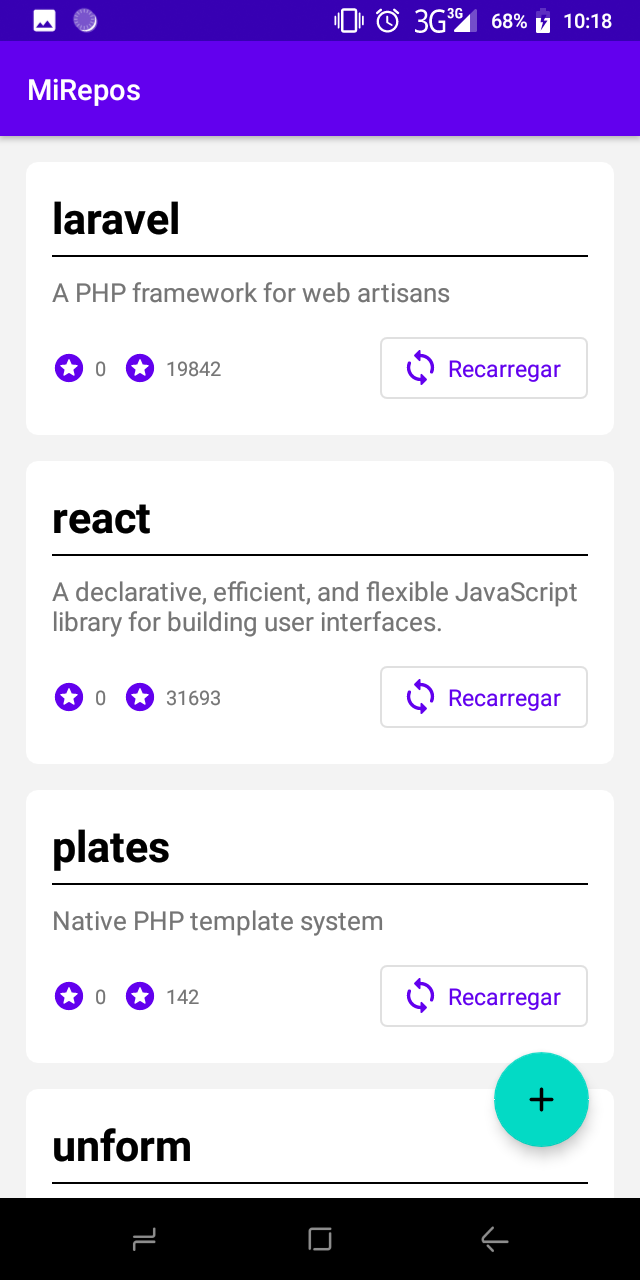 3G 3G 68% 10:18
MiRepos
laravel
A PHP framework for web artisans
0 19842 Recarregar
react
A declarative, efficient, and flexible JavaScript
library for building user interfaces.
0 31693 Recarregar
plates
Native PHP template system
0 142 Recarregar
+
unform